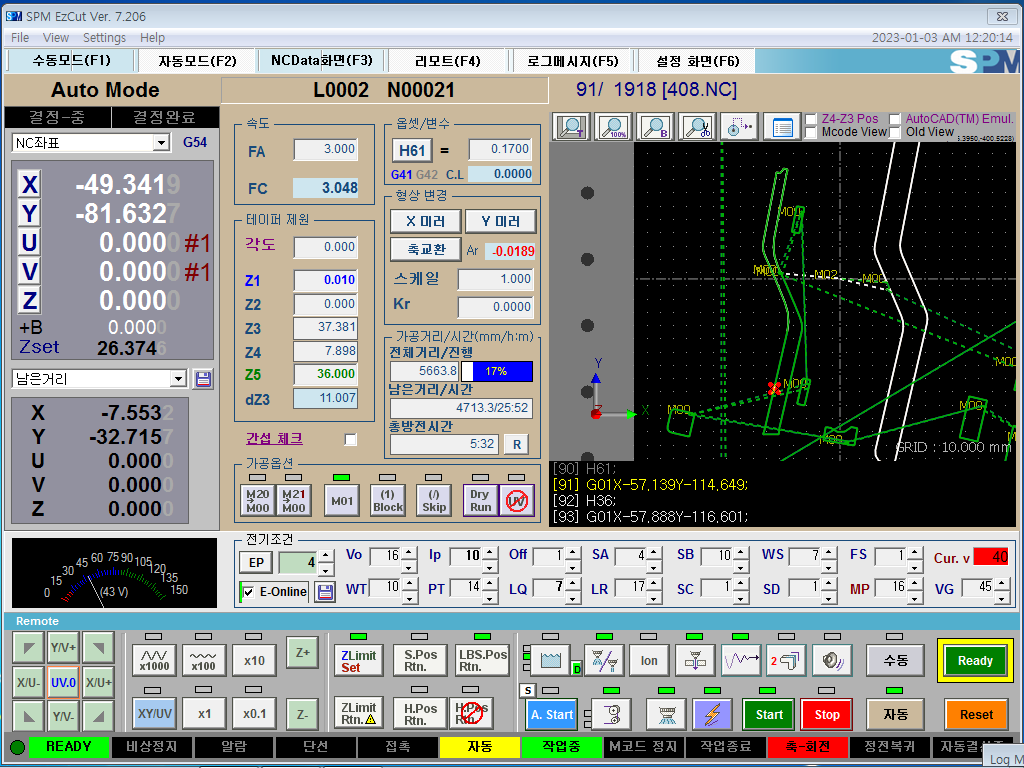 SPM EzCut Ver. 7.206
File View Settings Help
2023-01-03 AM 12:20:14
수동모드(F1) 자동모드(F2) NCData화면(F3) 리모트(F4) 로그메시지(F5) 설정 화면(F6)
SPM
Auto Mode
L0002 N00021
91/ 1918 [408.NC]
결정-중 결정완료
NC좌표 G54
X -49.3419
Y -81.6327
U 0.0000 #1
V 0.0000 #1
Z 0.0000
+B 0.0000
Zset 26.3746
남은거리
X -7.5532
Y -32.7157
U 0.0000
V 0.0000
Z 0.0000
속도
FA 3.000
FC 3.048
테이퍼 제원
각도 0.000
Z1 0.010
Z2 0.000
Z3 37.381
Z4 7.898
Z5 36.000
dZ3 11.007
간섭 체크
옵셋/변수
H61 = 0.1700
G41 G42 C.L 0.0000
형상 변경
X 미러 Y 미러
축교환 Ar -0.0189
스케일 1.000
Kr 0.0000
가공거리/시간(mm/h:m)
전체거리/진행
5663.8 17%
남은거리/시간
4713.3/25:52
총방전시간
5:32 R
가공옵션
M20 M00 M21 M00 M01 (1) Block (/) Skip Dry Run UV
T 100% B
Z4-Z3 Pos AutoCAD(TM) Emul.
Mcode View Old View
M00 M02 M00
M00
M00
M00
M00
M00
Y
X
GRID : 10.000 mm
[90] H61;
[91] G01X-57.139Y-114.649;
[92] H36;
[93] G01X-57.888Y-116.601;
0 15 30 45 60 75 90 105 120 135 150
(43 V)
전기조건
EP 4
E-Online
Vo 16 Ip 10 Off 1 SA 4 SB 10 WS 7 FS 1 Cur. v 40
WT 10 PT 14 LQ 7 LR 17 SC 1 SD 1 MP 16 VG 45
Remote
Y/V+
X/U- UV.0 X/U+
Y/V-
x1000 x100 x10 Z+
XY/UV x1 x0.1 Z-
ZLimit Set S.Pos Rtn. LBS.Pos Rtn.
ZLimit Rtn. H.Pos Rtn. H.Pos Rtn.
D Ion 2 수동 Ready
S A. Start Start Stop 자동 Reset
READY 비상정지 알람 단선 접촉 자동 작업중 M코드 정지 작업종료 축-회전 정전복귀
Log M